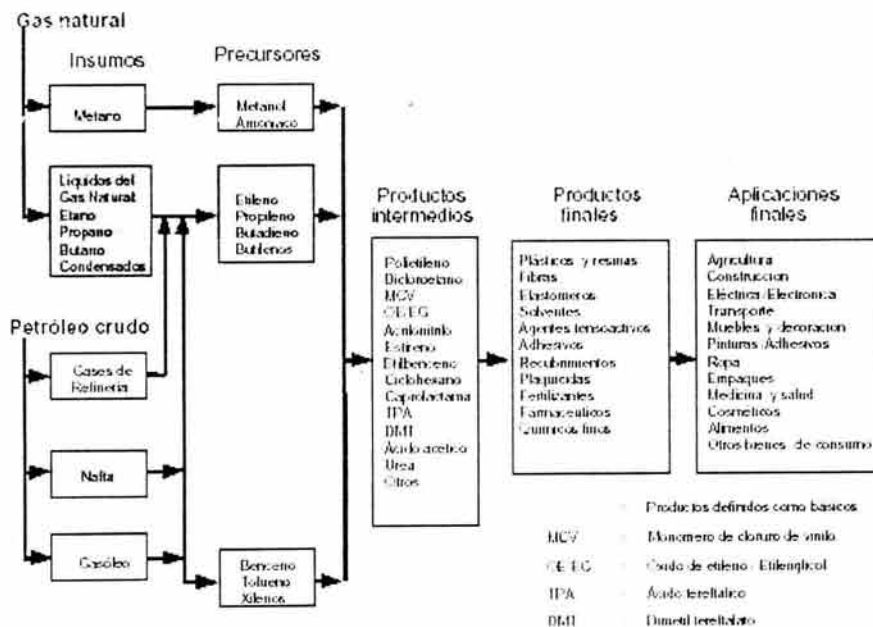 Gas natural
Insumos
Precursores
Metano
Metanol
Amoniaco
Líquidos del
Gas Natural
Etano
Propano
Butano
Condensados
Etileno
Propileno
Butadieno
Butilenos
Petróleo crudo
Gases de
Refinería
Nafta
Gasóleo
Benceno
Tolueno
Xilenos
Productos
intermedios
Polietileno
Dicloroetano
MCV
OE/EG
Acrilonitrilo
Estireno
Etilbenceno
Ciclohexano
Caprolactama
TPA
DMT
Ácido acético
Urea
Otros
Productos
finales
Plásticos y resinas
Fibras
Elastómeros
Solventes
Agentes tensoactivos
Adhesivos
Recubrimientos
Plaguicidas
Fertilizantes
Farmaceúticos
Químicos finos
Aplicaciones
finales
Agricultura
Construcción
Eléctrica/Electrónica
Transporte
Muebles y decoración
Pinturas/Adhesivos
Ropa
Empaques
Medicina y salud
Cosméticos
Alimentos
Otros bienes de consumo
Productos definidos como básicos
MCV Monómero de cloruro de vinilo
OE/EG Óxido de etileno / Etilenglicol
TPA Ácido tereftálico
DMT Dimetil tereftalato